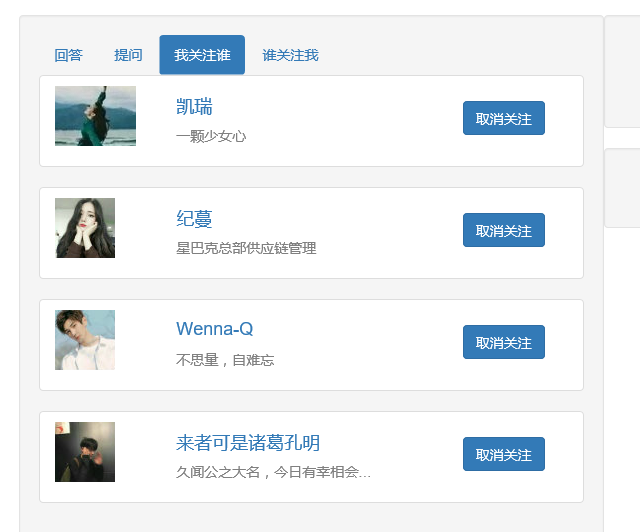 回答 提问 我关注谁 谁关注我
凯瑞
一颗少女心
取消关注
纪蔓
星巴克总部供应链管理
取消关注
Wenna-Q
不思量，自难忘
取消关注
来者可是诸葛孔明
久闻公之大名，今日有幸相会...
取消关注